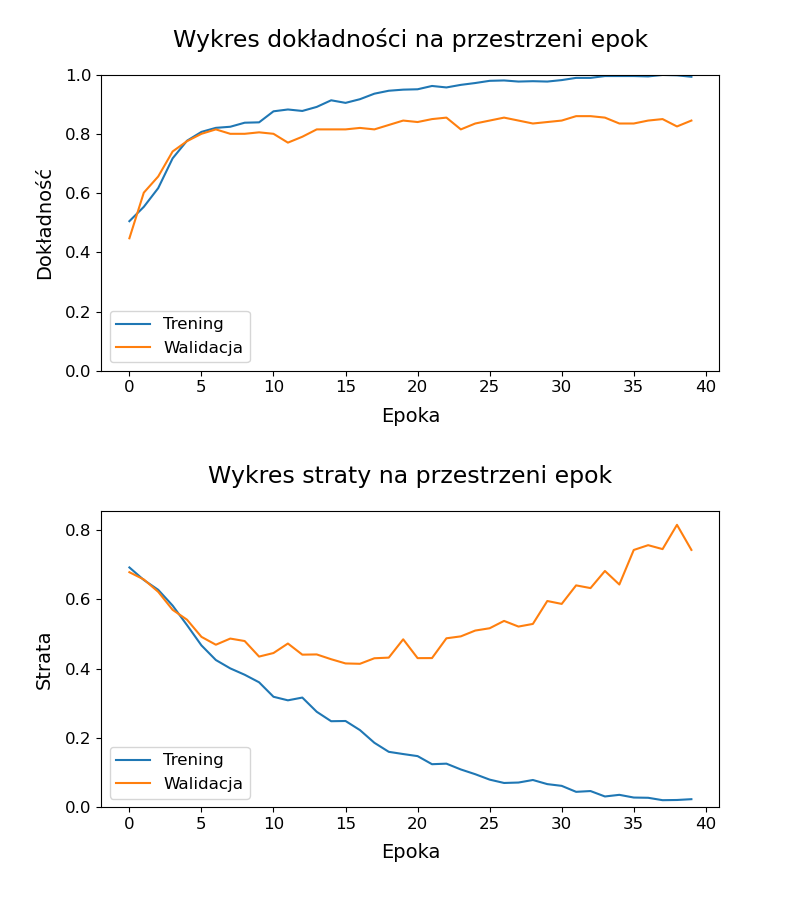 Wykres dokładności na przestrzeni epok
1.0
0.8
0.6
0.4
0.2
0.0
Dokładność
Trening
Walidacja
0 5 10 15 20 25 30 35 40
Epoka
Wykres straty na przestrzeni epok
0.8
0.6
0.4
0.2
0.0
Strata
Trening
Walidacja
0 5 10 15 20 25 30 35 40
Epoka